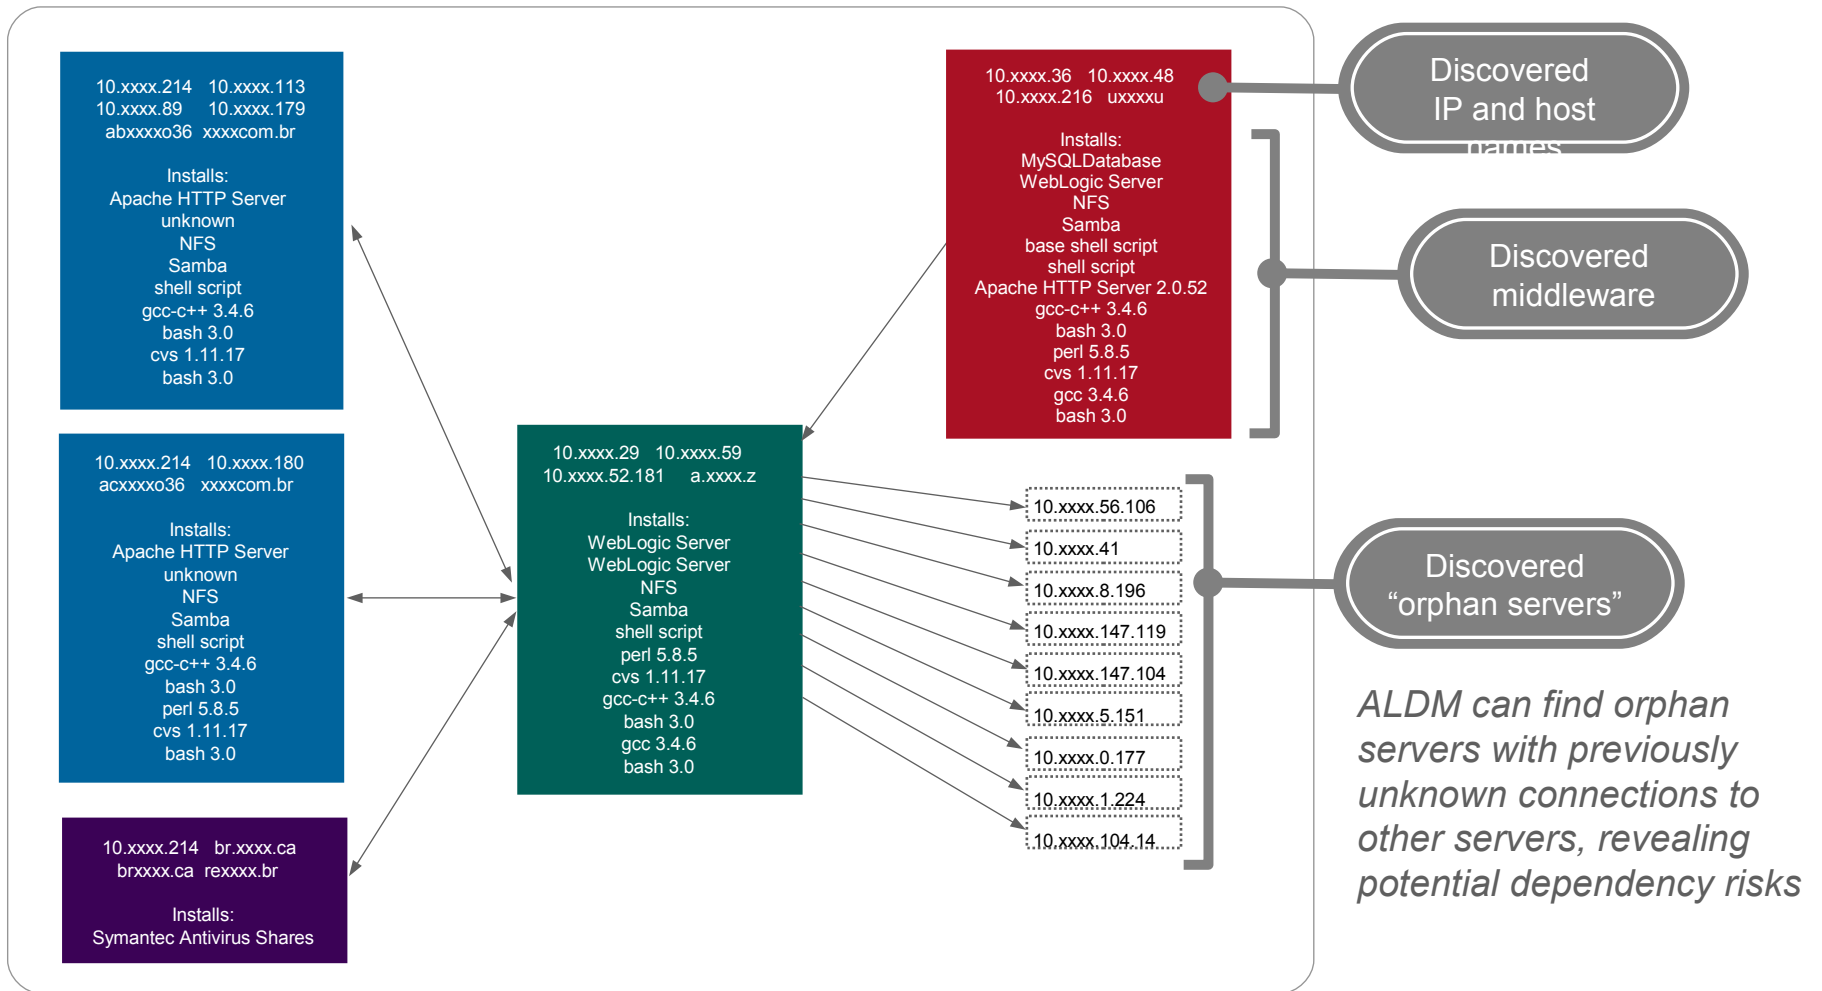 10.xxxx.214 10.xxxx.113
10.xxxx.89 10.xxxx.179
abxxxxo36 xxxxcom.br
Installs:
Apache HTTP Server
unknown
NFS
Samba
shell script
gcc-c++ 3.4.6
bash 3.0
cvs 1.11.17
bash 3.0
10.xxxx.214 10.xxxx.180
acxxxxo36 xxxxcom.br
Installs:
Apache HTTP Server
unknown
NFS
Samba
shell script
gcc-c++ 3.4.6
bash 3.0
perl 5.8.5
cvs 1.11.17
bash 3.0
10.xxxx.214 br.xxxx.ca
brxxxx.ca rexxxx.br
Installs:
Symantec Antivirus Shares
10.xxxx.29 10.xxxx.59
10.xxxx.52.181 a.xxxx.z
Installs:
WebLogic Server
WebLogic Server
NFS
Samba
shell script
perl 5.8.5
cvs 1.11.17
gcc-c++ 3.4.6
bash 3.0
gcc 3.4.6
bash 3.0
10.xxxx.36 10.xxxx.48
10.xxxx.216 uxxxxu
Installs:
MySQLDatabase
WebLogic Server
NFS
Samba
base shell script
shell script
Apache HTTP Server 2.0.52
gcc-c++ 3.4.6
bash 3.0
perl 5.8.5
cvs 1.11.17
gcc 3.4.6
bash 3.0
10.xxxx.56.106
10.xxxx.41
10.xxxx.8.196
10.xxxx.147.119
10.xxxx.147.104
10.xxxx.5.151
10.xxxx.0.177
10.xxxx.1.224
10.xxxx.104.14
Discovered
IP and host
names
Discovered
middleware
Discovered
“orphan servers”
ALDM can find orphan
servers with previously
unknown connections to
other servers, revealing
potential dependency risks